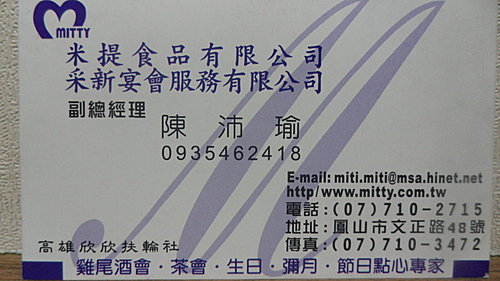 MITTY
米提食品有限公司
采新宴會服務有限公司
副總經理
陳沛瑜
0935462418
E-mail: miti.miti@msa.hinet.net
http/www.mitty.com.tw
電話:(07)710-2715
地址:鳳山市文正路48號
高雄欣欣扶輪社
傳真:(07)710-3472
雞尾酒會·茶會·生日·彌月·節日點心專家